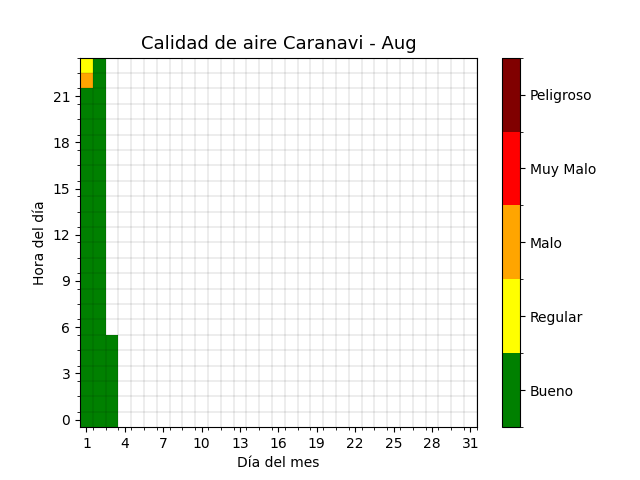 Calidad de aire Caranavi - Aug
Hora del día
21
18
15
12
9
6
3
0
1 4 7 10 13 16 19 22 25 28 31
Día del mes
Peligroso
Muy Malo
Malo
Regular
Bueno